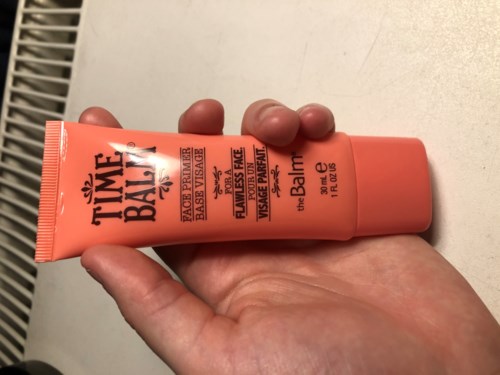 TIME
BALM®
FACE PRIMER
BASE VISAGE
FOR A
FLAWLESS FACE.
POUR UN
VISAGE PARFAIT.
theBalm®
30 mL e
1 FL OZ US